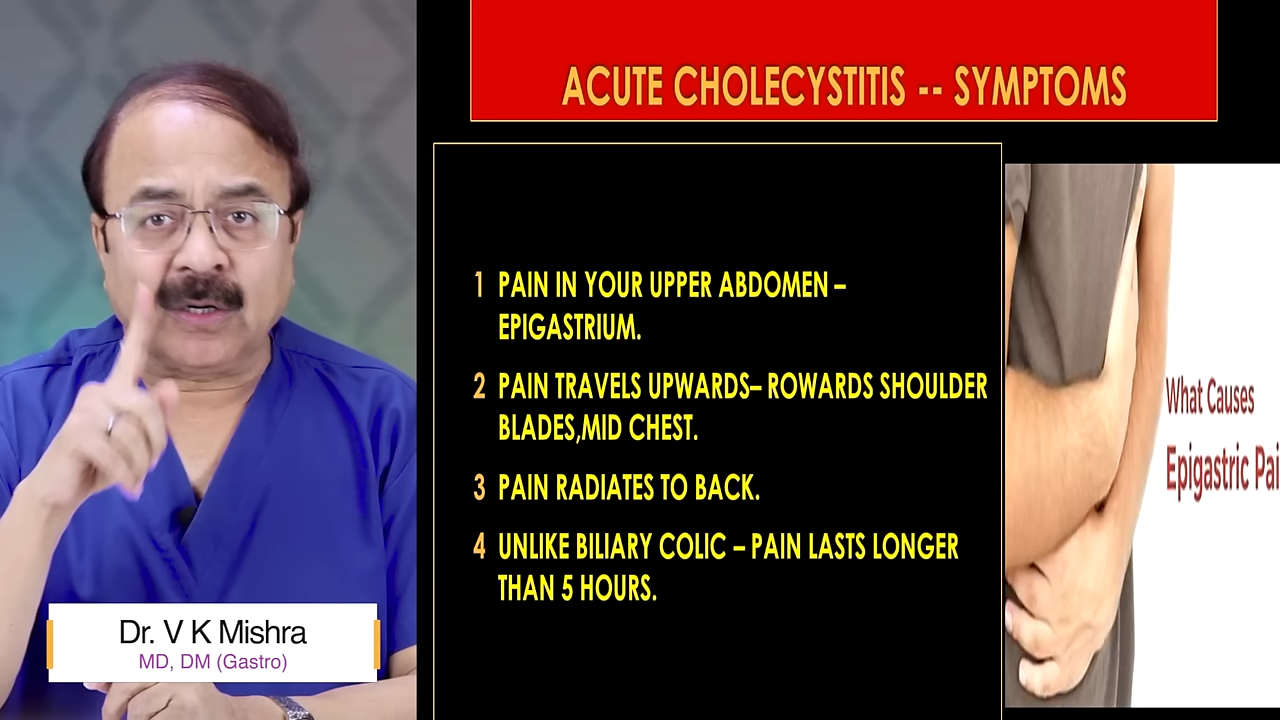 ACUTE CHOLECYSTITIS -- SYMPTOMS
1 PAIN IN YOUR UPPER ABDOMEN –
EPIGASTRIUM.
2 PAIN TRAVELS UPWARDS– ROWARDS SHOULDER
BLADES,MID CHEST.
3 PAIN RADIATES TO BACK.
4 UNLIKE BILIARY COLIC – PAIN LASTS LONGER
THAN 5 HOURS.
What Causes
Epigastric Pai
Dr. V K Mishra
MD, DM (Gastro)